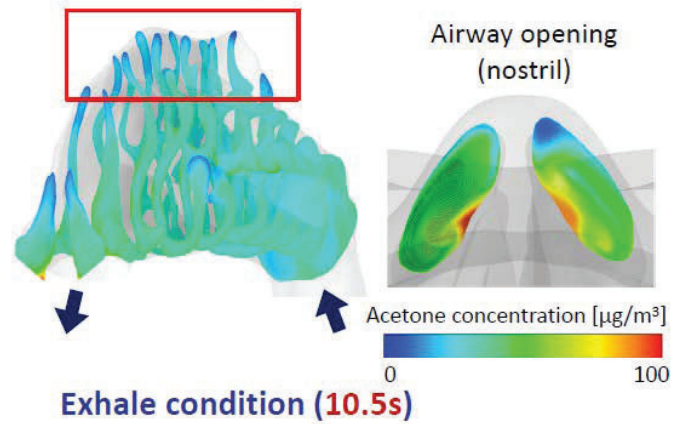 Airway opening
(nostril)
Acetone concentration [µg/m³]
0 100
Exhale condition (10.5s)